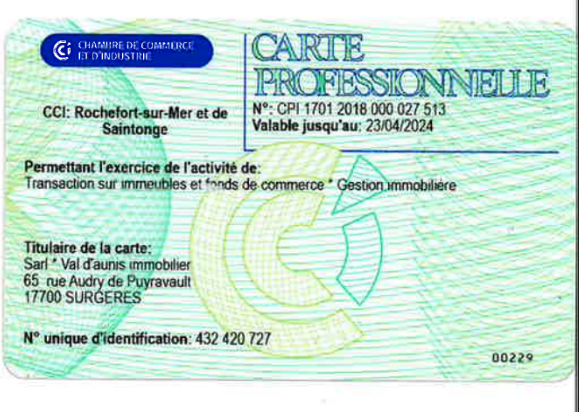 CHAMBRE DE COMMERCE
ET D'INDUSTRIE
CARTE
PROFESSIONNELLE
CCI: Rochefort-sur-Mer et de
Saintonge
N°: CPI 1701 2018 000 027 513
Valable jusqu'au: 23/04/2024
Permettant l'exercice de l'activité de:
Transaction sur immeubles et fonds de commerce * Gestion immobilière
Titulaire de la carte:
Sarl * Val d'aunis immobilier
65 rue Audry de Puyravault
17700 SURGERES
N° unique d'identification: 432 420 727
00229